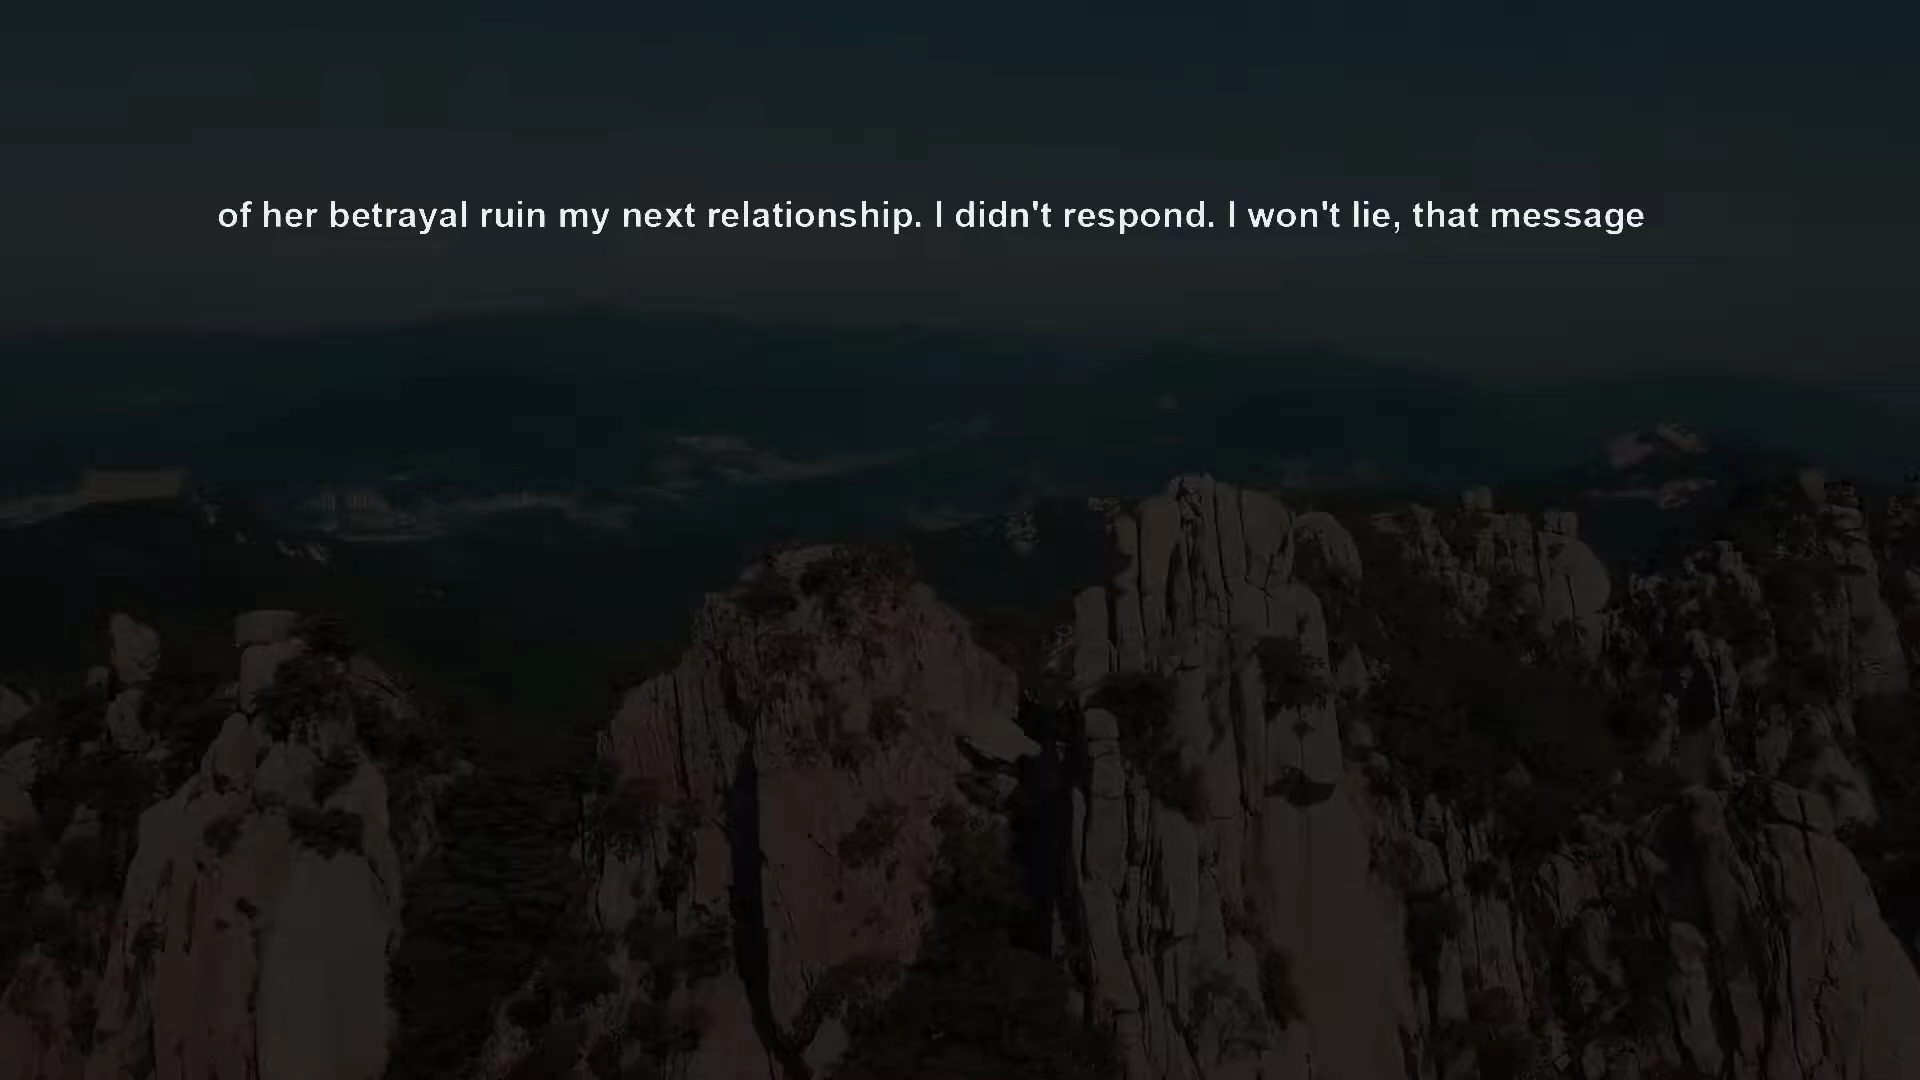 of her betrayal ruin my next relationship. I didn't respond. I won't lie, that message